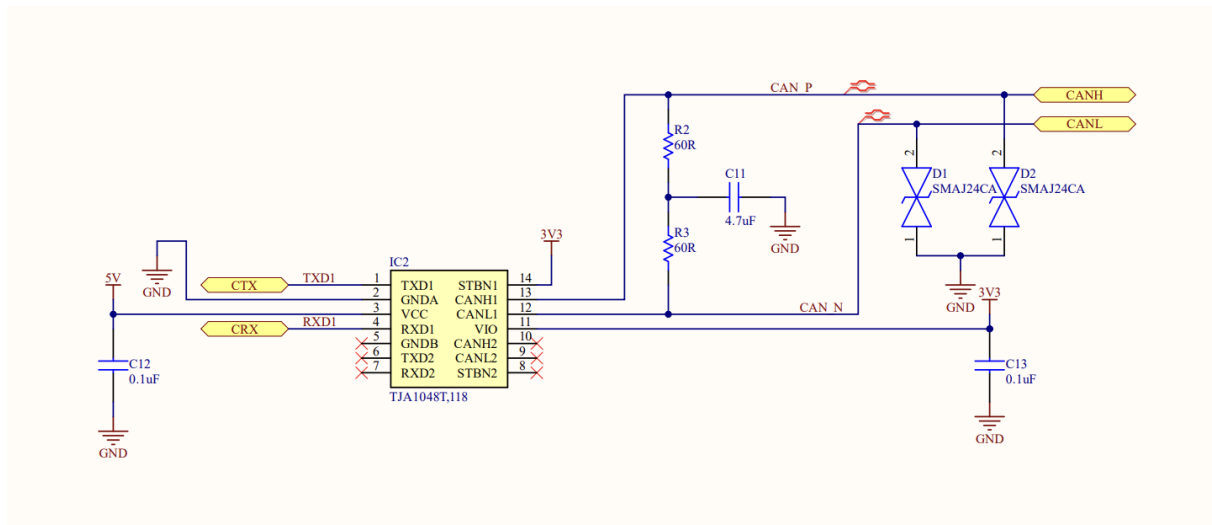 CAN_P
CANH
CANL
R2
60R
C11
4.7uF
GND
2
2
D1
SMAJ24CA
D2
SMAJ24CA
1
1
GND
R3
60R
3V3
IC2
5V
GND
CTX
TXD1
1
TXD1
STBN1
14
2
GNDA
CANH1
13
3
VCC
CANL1
12
CAN_N
CRX
RXD1
4
RXD1
VIO
11
3V3
5
GNDB
CANH2
10
6
TXD2
CANL2
9
7
RXD2
STBN2
8
TJA1048T,118
C12
0.1uF
GND
C13
0.1uF
GND